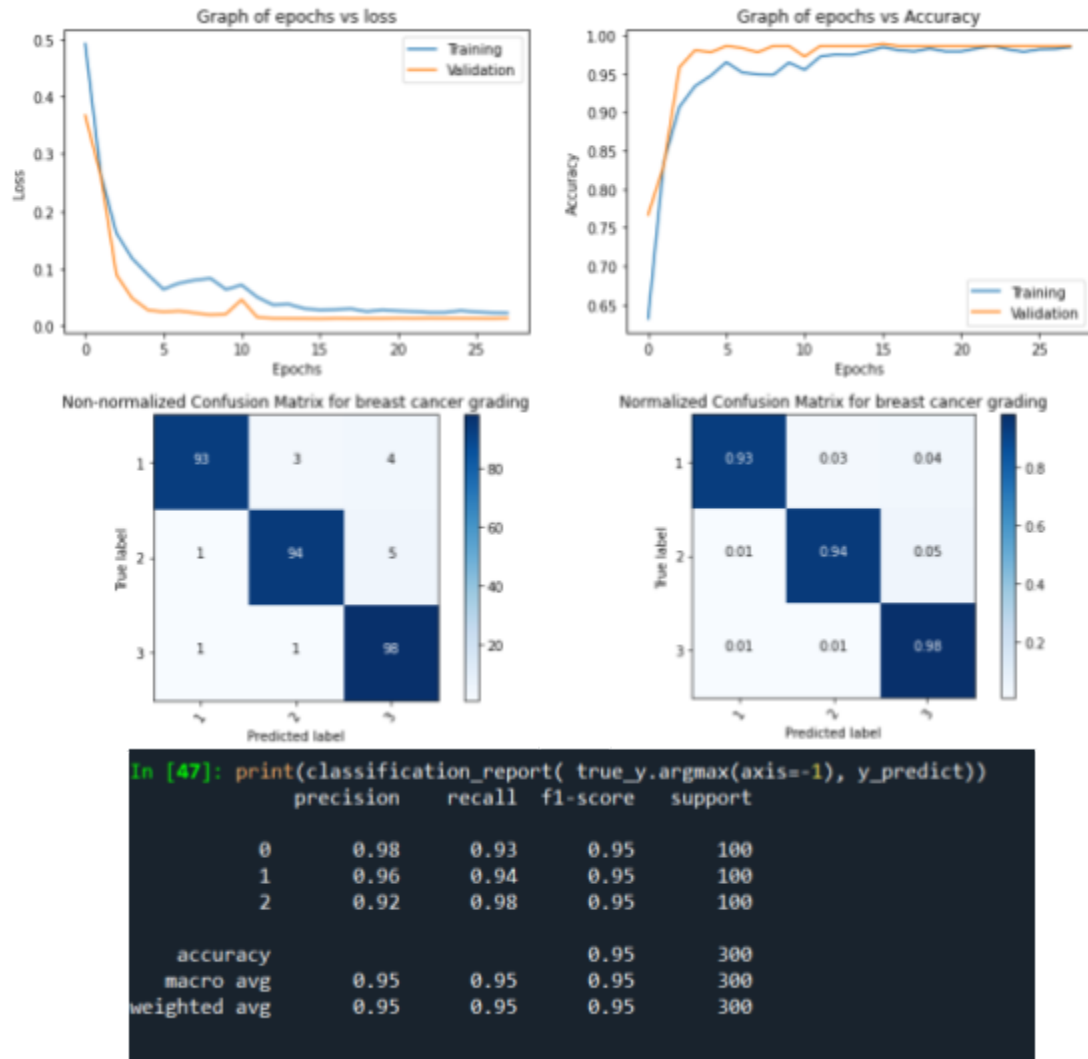 Graph of epochs vs loss
0.5
0.4
0.3
0.2
0.1
0.0
Loss
0 5 10 15 20 25
Epochs
Training
Validation
Graph of epochs vs Accuracy
1.00
0.95
0.90
0.85
0.80
0.75
0.70
0.65
Accuracy
0 5 10 15 20 25
Epochs
Training
Validation
Non-normalized Confusion Matrix for breast cancer grading
True label
1 93 3 4
2 1 94 5
3 1 1 98
1 2 3
Predicted label
80
60
40
20
Normalized Confusion Matrix for breast cancer grading
True label
1 0.93 0.03 0.04
2 0.01 0.94 0.05
3 0.01 0.01 0.98
1 2 3
Predicted label
0.8
0.6
0.4
0.2
In [47]: print(classification_report( true_y.argmax(axis=-1), y_predict))
precision recall f1-score support
0 0.98 0.93 0.95 100
1 0.96 0.94 0.95 100
2 0.92 0.98 0.95 100
accuracy 0.95 300
macro avg 0.95 0.95 0.95 300
weighted avg 0.95 0.95 0.95 300